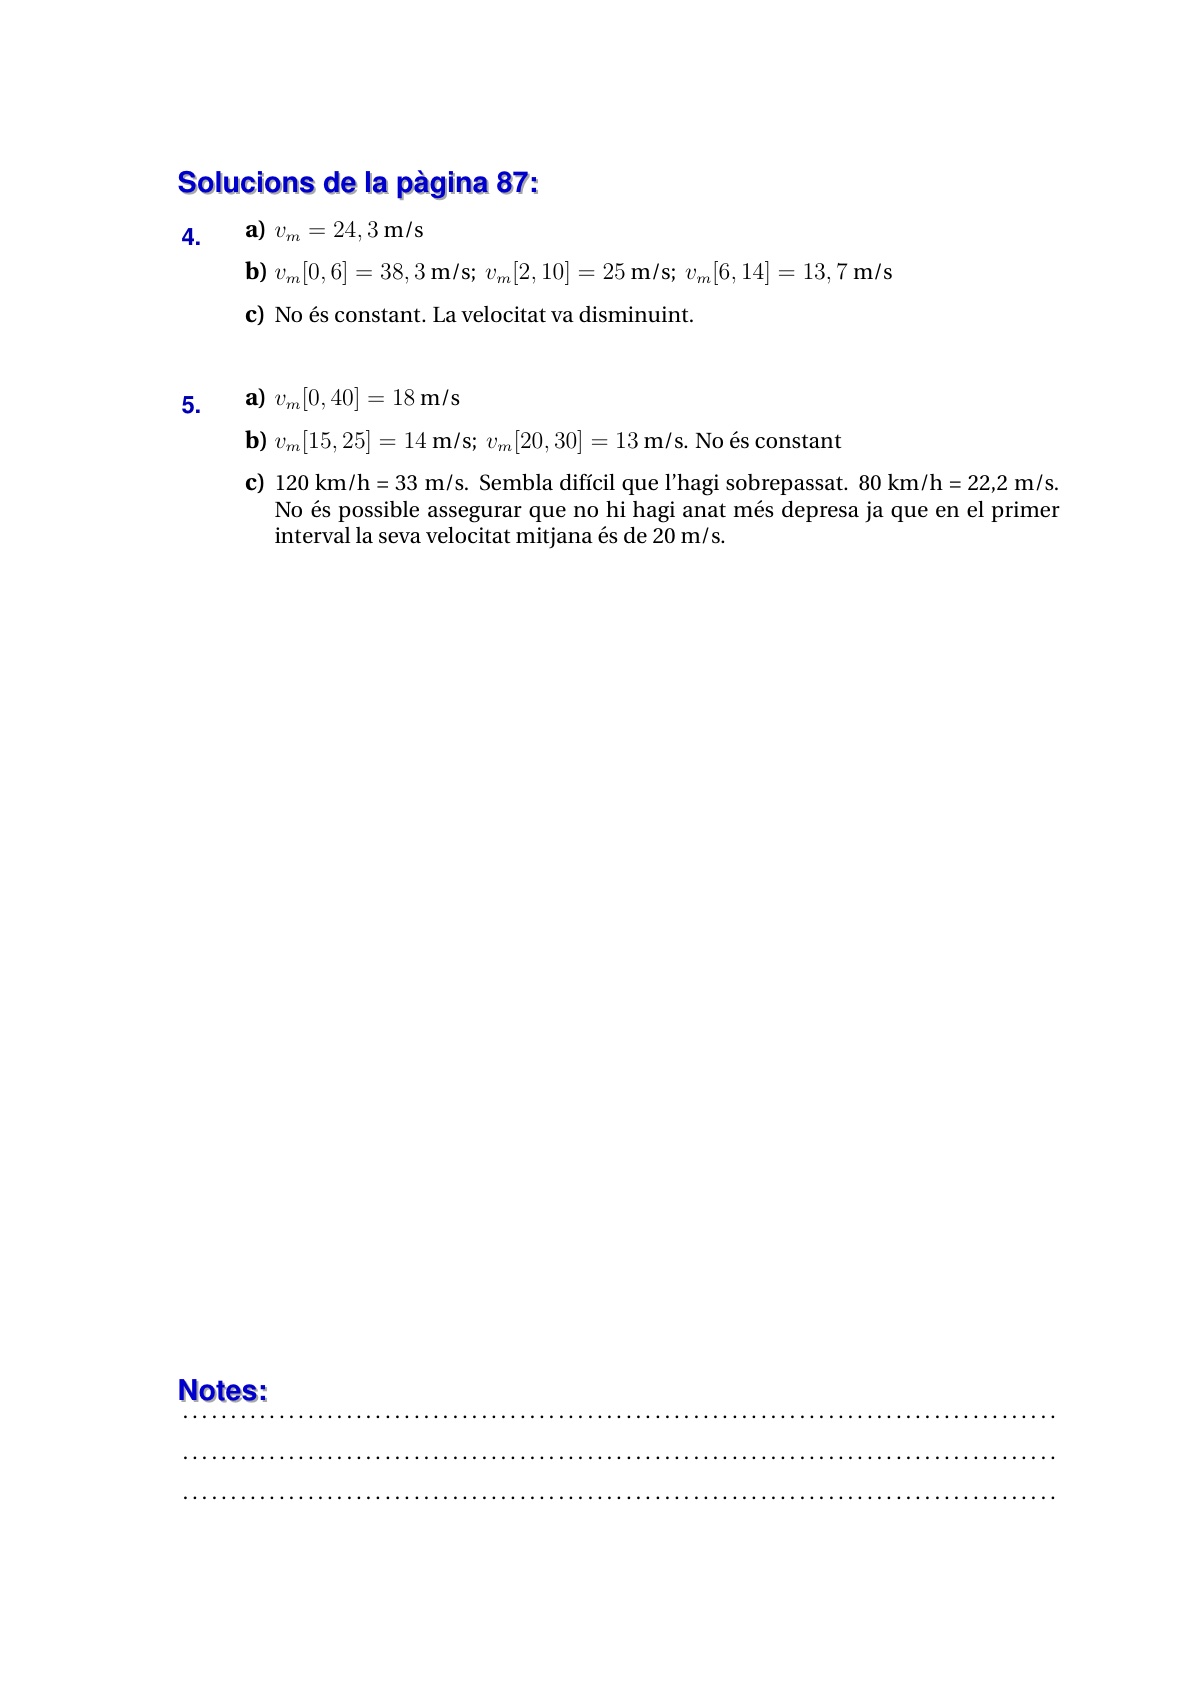 Solucions de la pàgina 87:
4. a) v_m = 24, 3 m/s
b) v_m[0, 6] = 38, 3 m/s; v_m[2, 10] = 25 m/s; v_m[6, 14] = 13, 7 m/s
c) No és constant. La velocitat va disminuint.
5. a) v_m[0, 40] = 18 m/s
b) v_m[15, 25] = 14 m/s; v_m[20, 30] = 13 m/s. No és constant
c) 120 km/h = 33 m/s. Sembla difícil que l'hagi sobrepassat. 80 km/h = 22,2 m/s.
No és possible assegurar que no hi hagi anat més depresa ja que en el primer
interval la seva velocitat mitjana és de 20 m/s.
Notes: